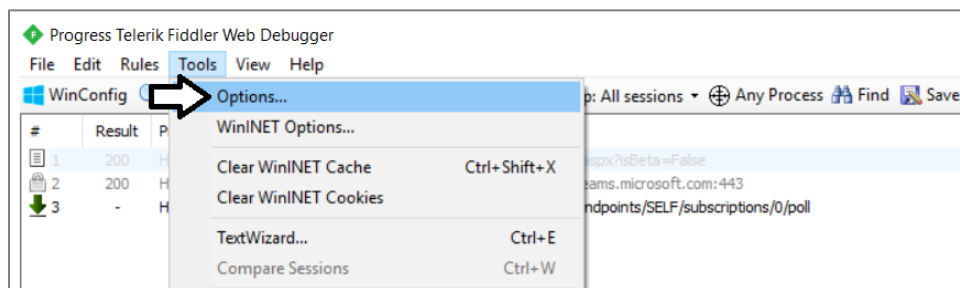 Progress Telerik Fiddler Web Debugger
File Edit Rules Tools View Help
WinConfig : All sessions Any Process Find Save
Options...
# Result
WinINET Options...
1 200 H aspx?isBeta=False
Clear WinINET Cache Ctrl+Shift+X
2 200 H eams.microsoft.com:443
Clear WinINET Cookies
3 - H ndpoints/SELF/subscriptions/0/poll
TextWizard... Ctrl+E
Compare Sessions Ctrl+W